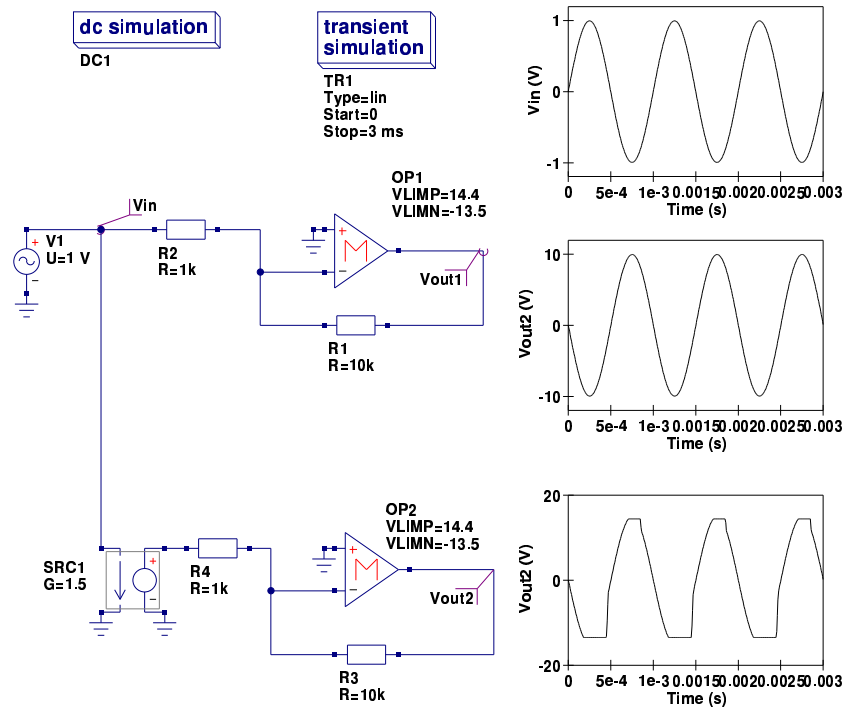 dc simulation
DC1
transient
simulation
TR1
Type=lin
Start=0
Stop=3 ms
Vin
V1
U=1 V
R2
R=1k
OP1
VLIMP=14.4
VLIMN=-13.5
Vout1
R1
R=10k
SRC1
G=1.5
R4
R=1k
OP2
VLIMP=14.4
VLIMN=-13.5
Vout2
R3
R=10k
Vin (V)
1
0
-1
0 5e-4 1e-3 0.0015 0.002 0.0025 0.003
Time (s)
Vout2 (V)
10
0
-10
0 5e-4 1e-3 0.0015 0.002 0.0025 0.003
Time (s)
Vout2 (V)
20
0
-20
0 5e-4 1e-3 0.0015 0.002 0.0025 0.003
Time (s)